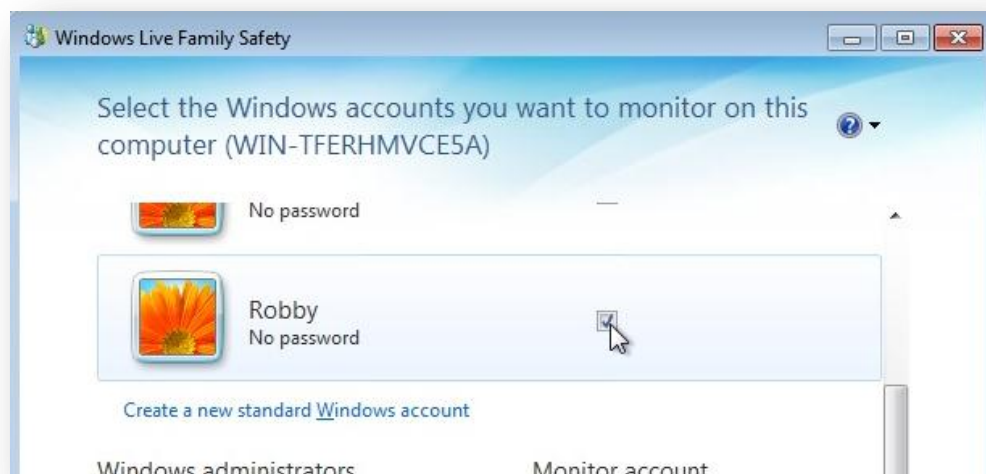 Windows Live Family Safety
Select the Windows accounts you want to monitor on this
computer (WIN-TFERHMVCE5A)
No password
Robby
No password
Create a new standard Windows account
Windows administrators Monitor account